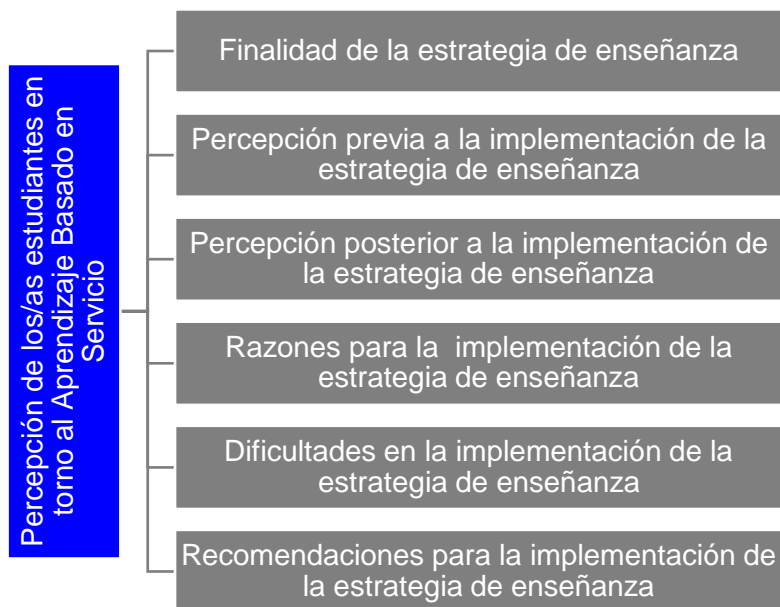 Percepción de los/as estudiantes en
torno al Aprendizaje Basado en
Servicio
Finalidad de la estrategia de enseñanza
Percepción previa a la implementación de la
estrategia de enseñanza
Percepción posterior a la implementación de
la estrategia de enseñanza
Razones para la  implementación de la
estrategia de enseñanza
Dificultades en la implementación de la
estrategia de enseñanza
Recomendaciones para la implementación de
la estrategia de enseñanza